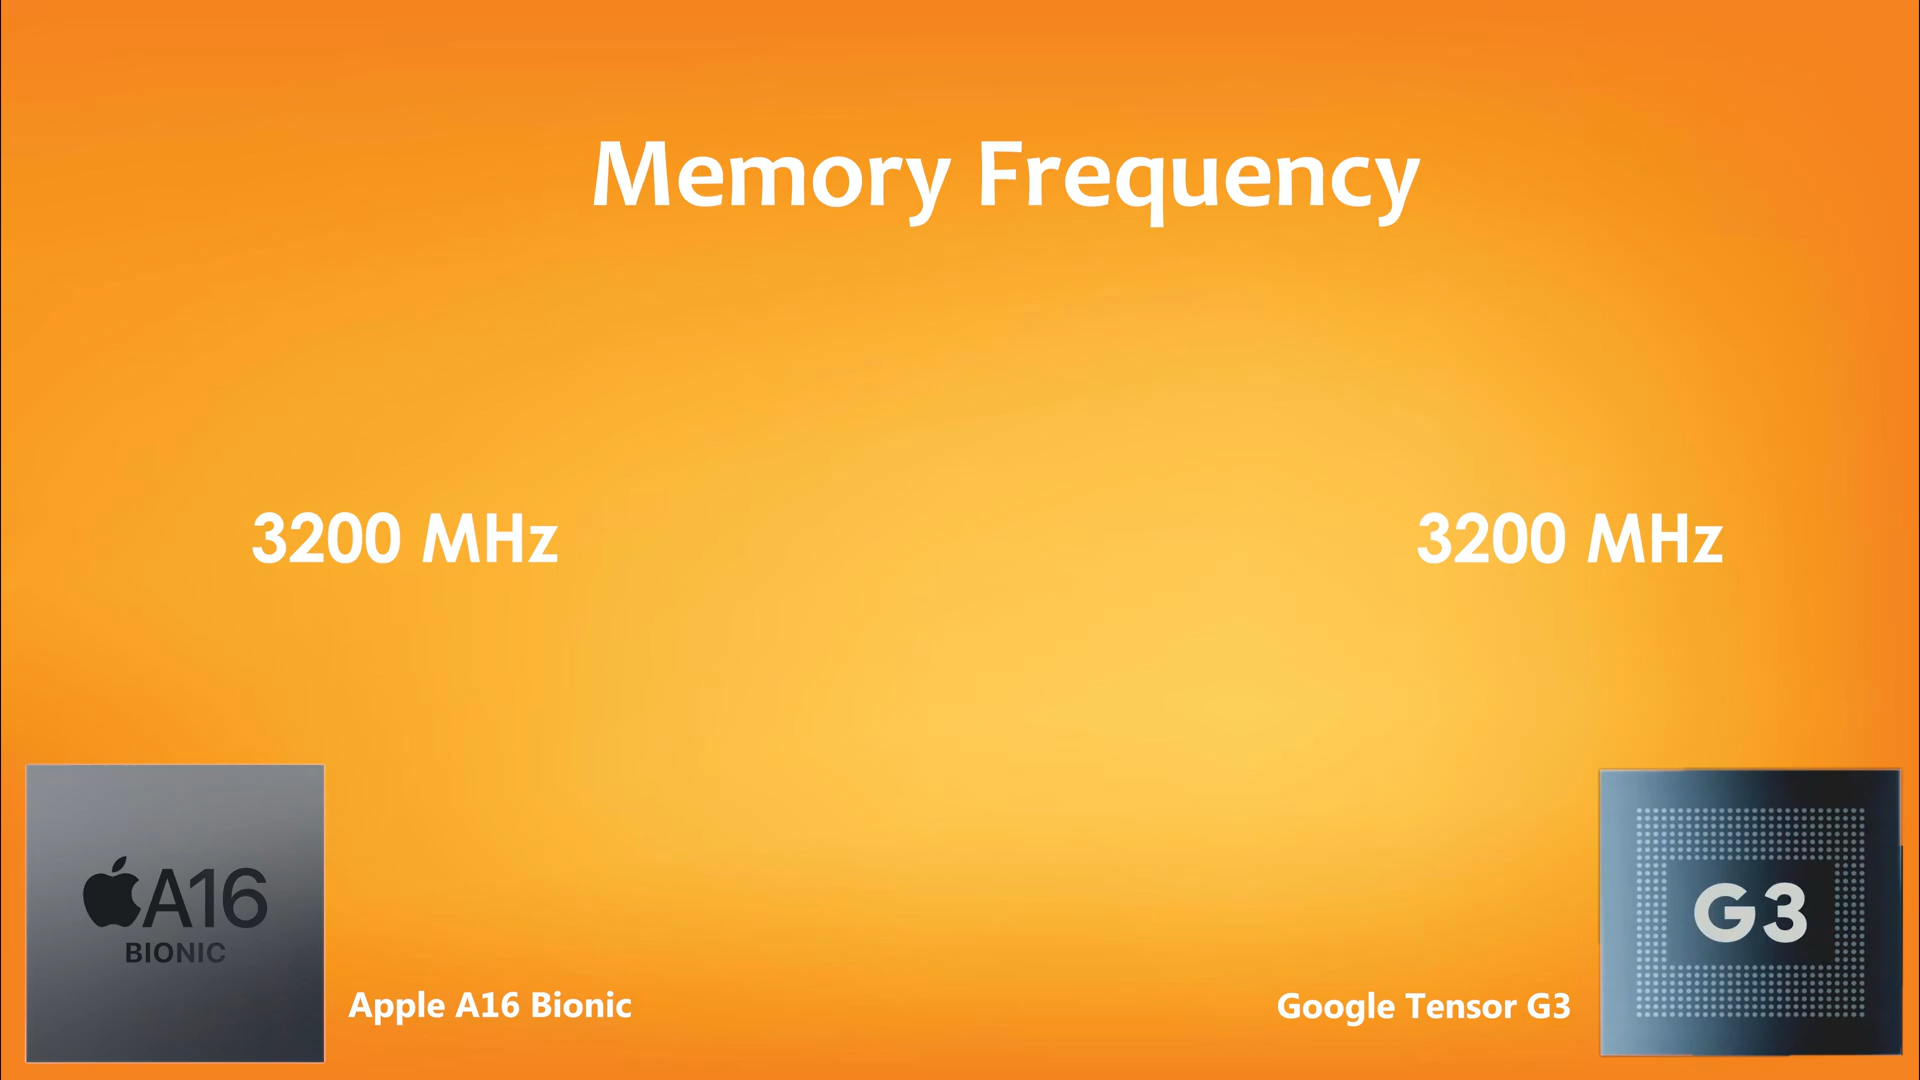 Memory Frequency
3200 MHz
3200 MHz
A16
BIONIC
Apple A16 Bionic
Google Tensor G3
G3